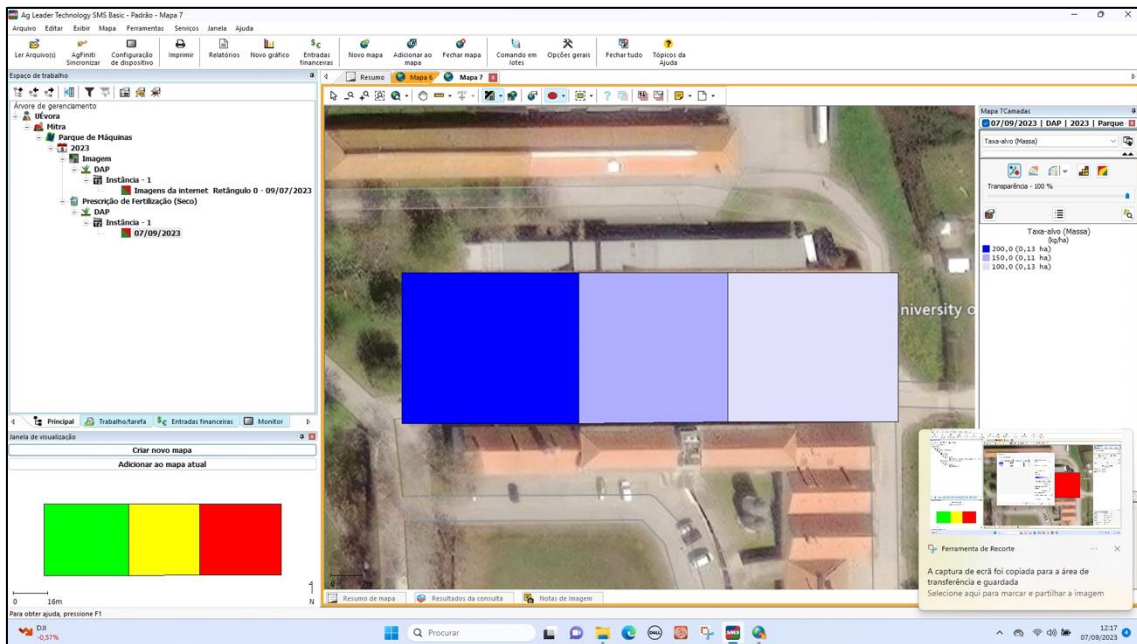 Ag Leader Technology SMS Basic - Padrão - Mapa 7
Arquivo Editar Exibir Mapa Ferramentas Serviços Janela Ajuda
Ler Arquivo(s) AgFiniti Sincronizar Configuração de dispositivo Imprimir Relatórios Novo gráfico Entradas financeiras Novo mapa Adicionar ao mapa Fechar mapa Comando em lotes Opções gerais Fechar tudo Tópicos da Ajuda
Espaço de trabalho
Resumo Mapa 6 Mapa 7
Árvore de gerenciamento
UÉvora
Mitra
Parque de Máquinas
2023
Imagem
DAP
Instância - 1
Imagens da internet Retângulo 0 - 09/07/2023
Prescrição de Fertilização (Seco)
DAP
Instância - 1
07/09/2023
Principal Trabalho/tarefa Entradas financeiras Monitor
Janela de visualização
Criar novo mapa
Adicionar ao mapa atual
0 16m
N
niversity o
Mapa 7Camadas
07/09/2023 | DAP | 2023 | Parque
Taxa-alvo (Massa)
Transparência - 100 %
Taxa-alvo (Massa)
(kg/ha)
200,0 (0,13 ha)
150,0 (0,11 ha)
100,0 (0,13 ha)
Ferramenta de Recorte
A captura de ecrã foi copiada para a área de
transferência e guardada
Selecione aqui para marcar e partilhar a imagem
Resumo de mapa Resultados da consulta Notas de imagem
Para obter ajuda, pressione F1
DJI
-0,57%
Procurar
12:17
07/09/2023